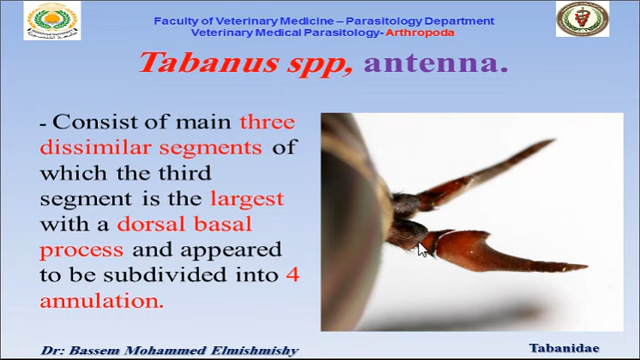 Faculty of Veterinary Medicine – Parasitology Department
Veterinary Medical Parasitology- Arthropoda
Tabanus spp, antenna.
- Consist of main three
dissimilar segments of
which the third
segment is the largest
with a dorsal basal
process and appeared
to be subdivided into 4
annulation.
Dr: Bassem Mohammed Elmishmishy
Tabanidae